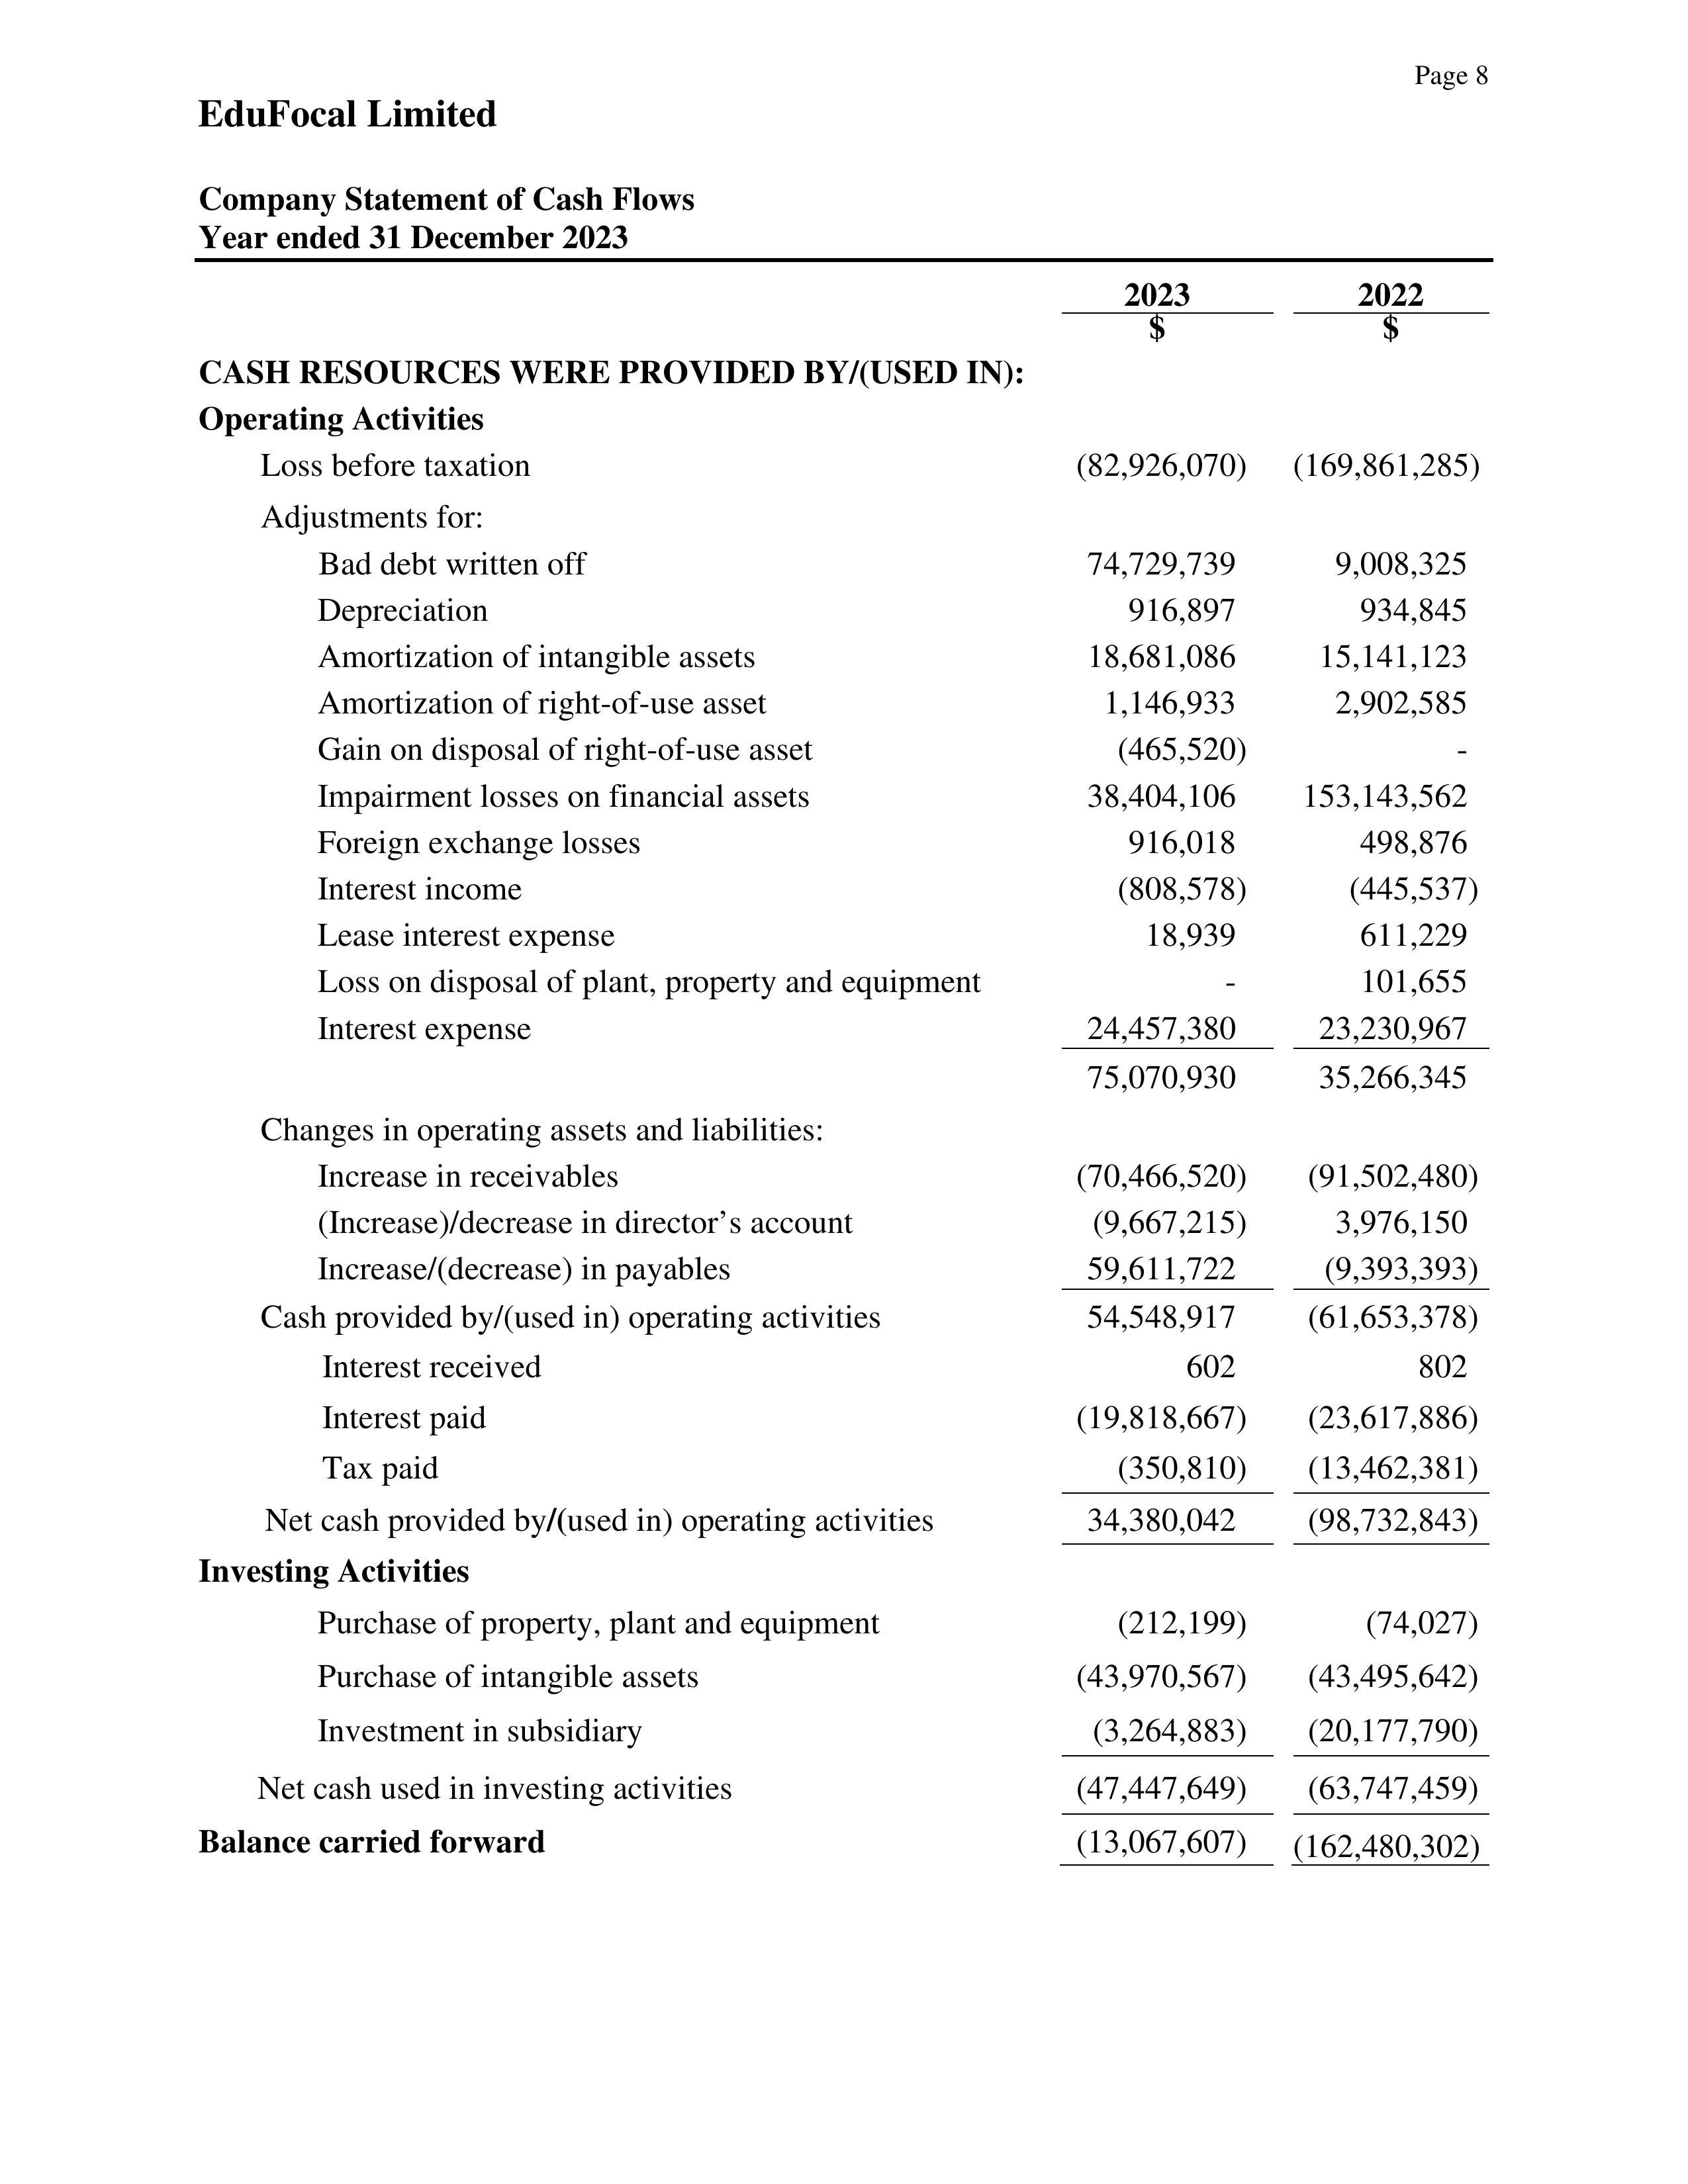 Page 8
EduFocal Limited
Company Statement of Cash Flows
Year ended 31 December 2023
2023 2022
$ $
CASH RESOURCES WERE PROVIDED BY/(USED IN):
Operating Activities
Loss before taxation (82,926,070) (169,861,285)
Adjustments for:
Bad debt written off 74,729,739 9,008,325
Depreciation 916,897 934,845
Amortization of intangible assets 18,681,086 15,141,123
Amortization of right-of-use asset 1,146,933 2,902,585
Gain on disposal of right-of-use asset (465,520) -
Impairment losses on financial assets 38,404,106 153,143,562
Foreign exchange losses 916,018 498,876
Interest income (808,578) (445,537)
Lease interest expense 18,939 611,229
Loss on disposal of plant, property and equipment - 101,655
Interest expense 24,457,380 23,230,967
75,070,930 35,266,345
Changes in operating assets and liabilities:
Increase in receivables (70,466,520) (91,502,480)
(Increase)/decrease in director’s account (9,667,215) 3,976,150
Increase/(decrease) in payables 59,611,722 (9,393,393)
Cash provided by/(used in) operating activities 54,548,917 (61,653,378)
Interest received 602 802
Interest paid (19,818,667) (23,617,886)
Tax paid (350,810) (13,462,381)
Net cash provided by/(used in) operating activities 34,380,042 (98,732,843)
Investing Activities
Purchase of property, plant and equipment (212,199) (74,027)
Purchase of intangible assets (43,970,567) (43,495,642)
Investment in subsidiary (3,264,883) (20,177,790)
Net cash used in investing activities (47,447,649) (63,747,459)
Balance carried forward (13,067,607) (162,480,302)